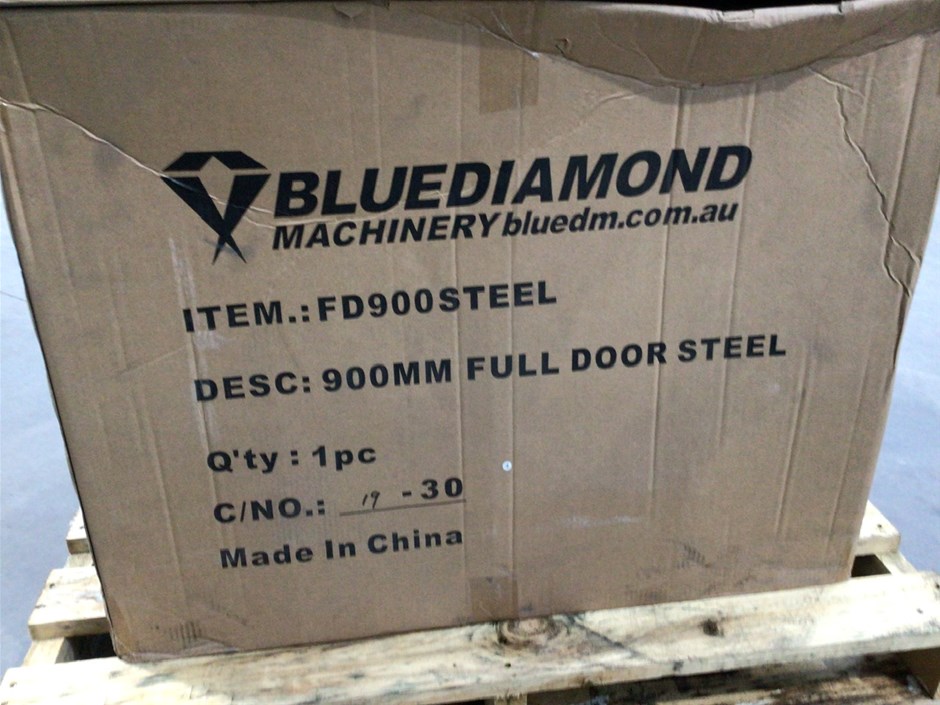 BLUEDIAMOND
MACHINERY bluedm.com.au
ITEM.: FD900STEEL
DESC: 900MM FULL DOOR STEEL
Q'ty : 1pc
C/NO.: 19 -30
Made In China